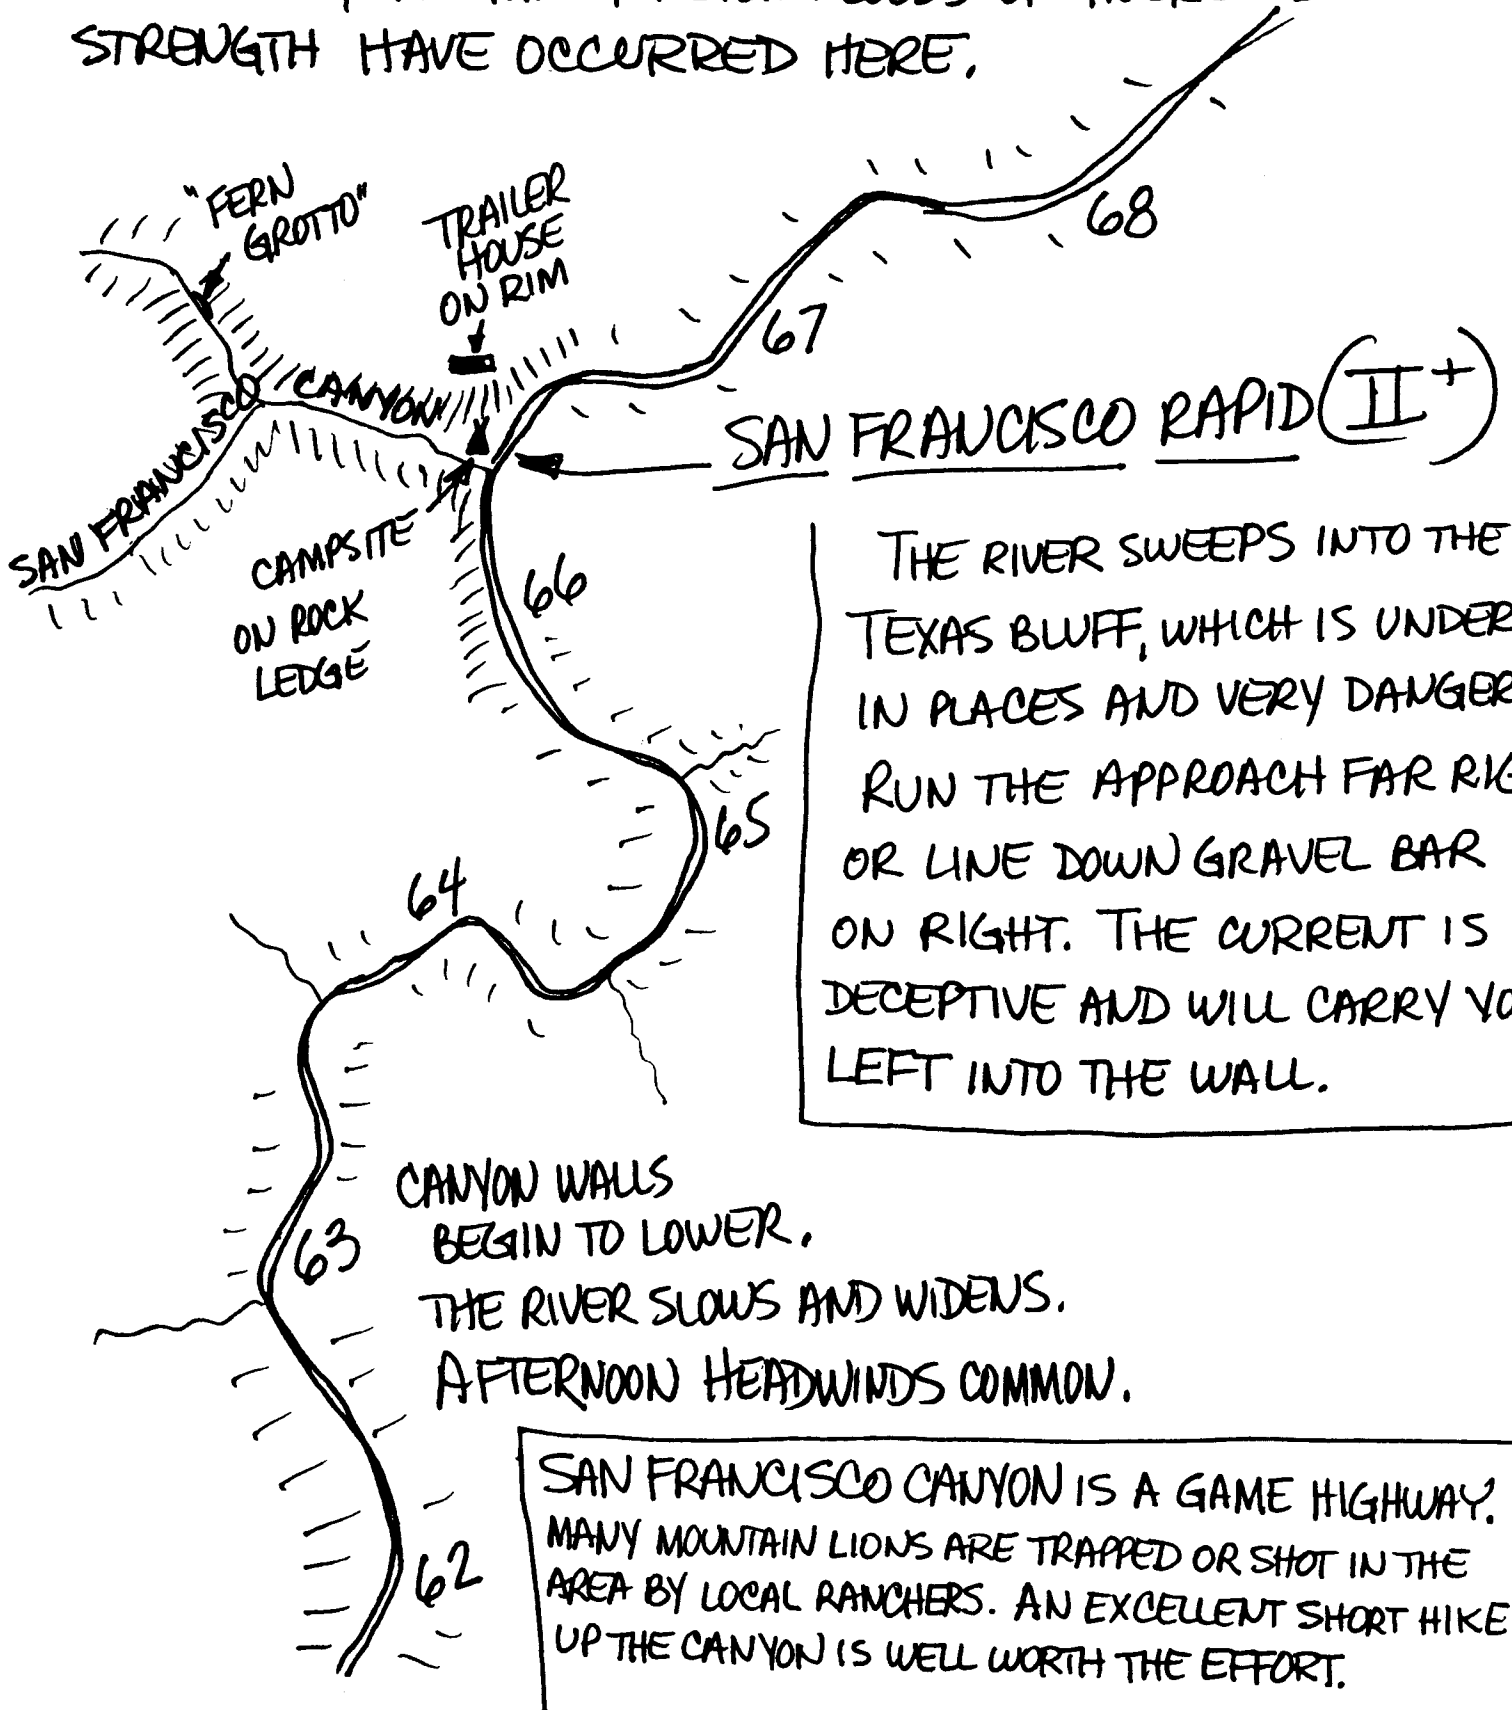 STRENGTH HAVE OCCURRED HERE.
"FERN
GROTTO"
TRAILER
HOUSE
ON RIM
68
67
SAN FRANCISCO CANYON
SAN FRANCISCO RAPID (II+)
CAMPSITE
ON ROCK
LEDGE
66
THE RIVER SWEEPS INTO THE
TEXAS BLUFF, WHICH IS UNDER
IN PLACES AND VERY DANGER
RUN THE APPROACH FAR RIG
OR LINE DOWN GRAVEL BAR
ON RIGHT. THE CURRENT IS
DECEPTIVE AND WILL CARRY YO
LEFT INTO THE WALL.
65
64
63
CANYON WALLS
BEGIN TO LOWER.
THE RIVER SLOWS AND WIDENS.
AFTERNOON HEADWINDS COMMON.
62
SAN FRANCISCO CANYON IS A GAME HIGHWAY.
MANY MOUNTAIN LIONS ARE TRAPPED OR SHOT IN THE
AREA BY LOCAL RANCHERS. AN EXCELLENT SHORT HIKE
UP THE CANYON IS WELL WORTH THE EFFORT.